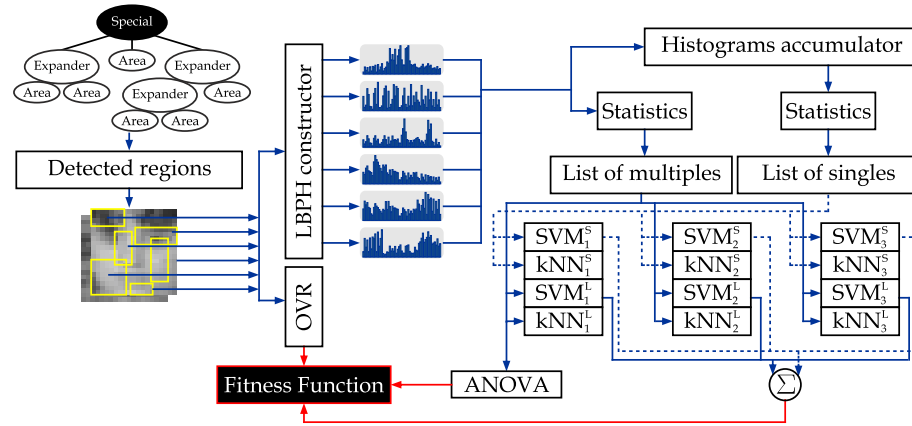 Special
Expander
Area
Expander
Area
Area
Expander
Area
Area
Area
Detected regions
LBPH constructor
OVR
Histograms accumulator
Statistics
Statistics
List of multiples
List of singles
SVM₁ˢ
kNN₁ˢ
SVM₁ᴸ
kNN₁ᴸ
SVM₂ˢ
kNN₂ˢ
SVM₂ᴸ
kNN₂ᴸ
SVM₃ˢ
kNN₃ˢ
SVM₃ᴸ
kNN₃ᴸ
Fitness Function
ANOVA
Σ